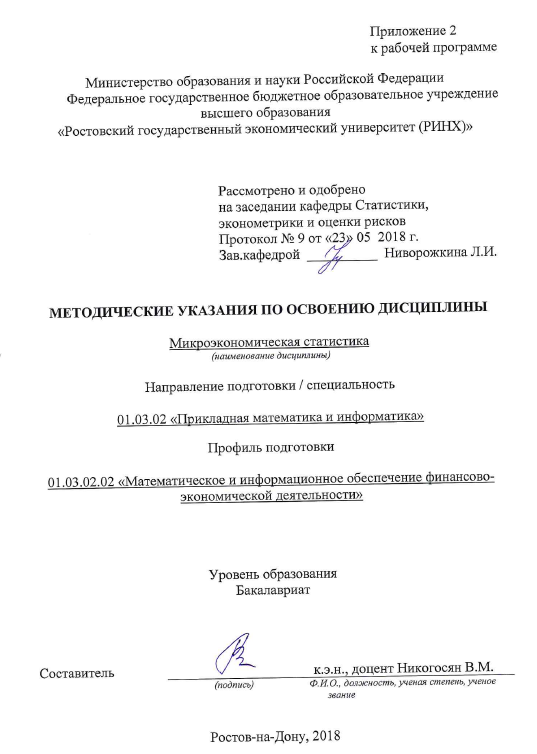 Приложение 2
к рабочей программе
Министерство образования и науки Российской Федерации
Федеральное государственное бюджетное образовательное учреждение
высшего образования
«Ростовский государственный экономический университет (РИНХ)»
Рассмотрено и одобрено
на заседании кафедры Статистики,
эконометрики и оценки рисков
Протокол № 9 от «23» 05 2018 г.
Зав.кафедрой Ниворожкина Л.И.
МЕТОДИЧЕСКИЕ УКАЗАНИЯ ПО ОСВОЕНИЮ ДИСЦИПЛИНЫ
Микроэкономическая статистика
(наименование дисциплины)
Направление подготовки / специальность
01.03.02 «Прикладная математика и информатика»
Профиль подготовки
01.03.02.02 «Математическое и информационное обеспечение финансово-
экономической деятельности»
Уровень образования
Бакалавриат
Составитель к.э.н., доцент Никогосян В.М.
(подпись) Ф.И.О., должность, ученая степень, ученое
звание
Ростов-на-Дону, 2018